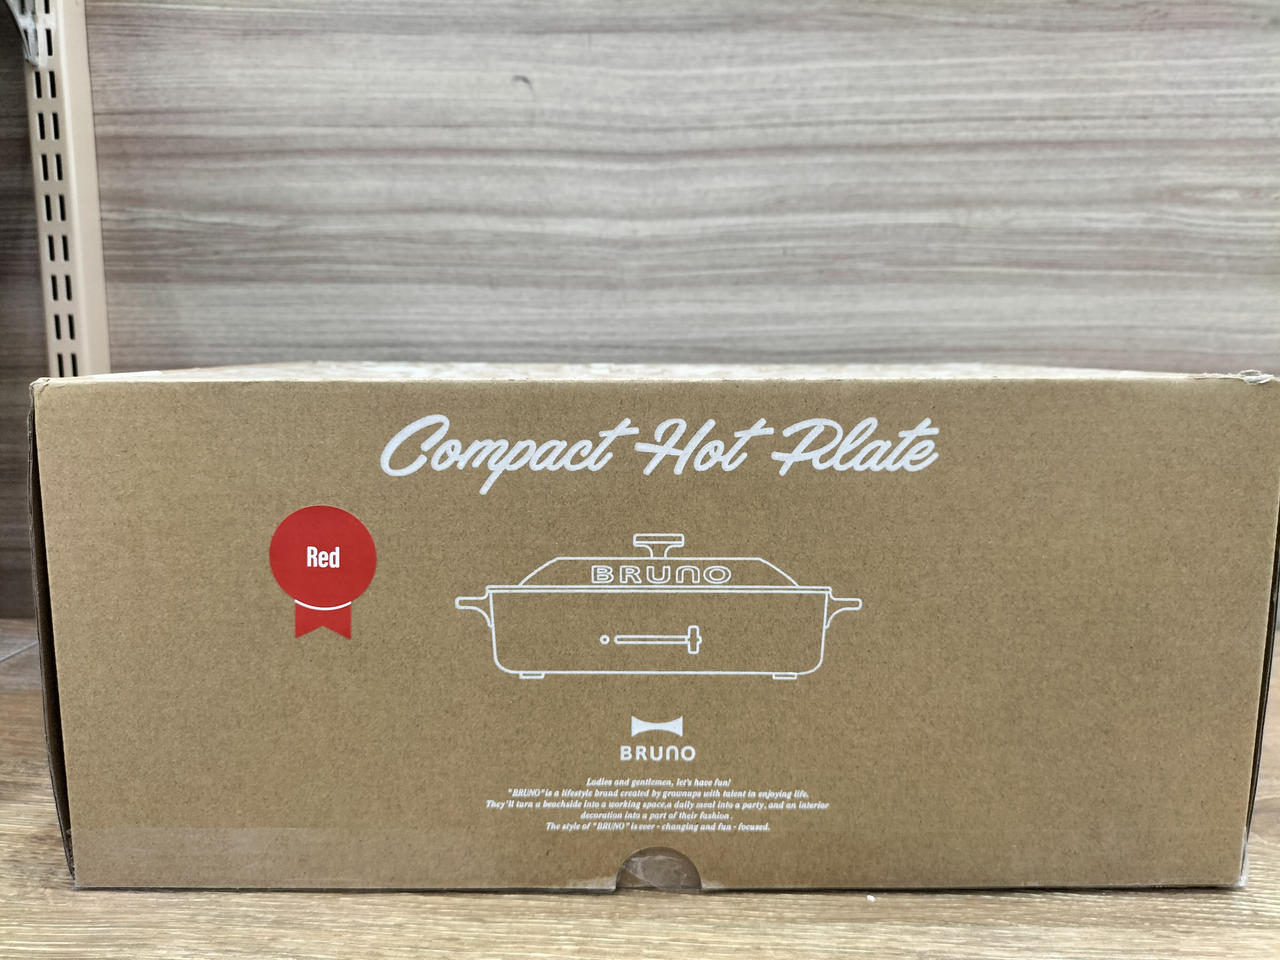 Compact Hot Plate
Red
BRUNO
BRUNO
Ladies and gentlemen, let's have fun!
"BRUNO" is a lifestyle brand created by grownups with talent in enjoying life.
They'll turn a beachside into a working space,a daily meal into a party, and an interior
decoration into a part of their fashion.
The style of "BRUNO" is ever - changing and fun - focused.